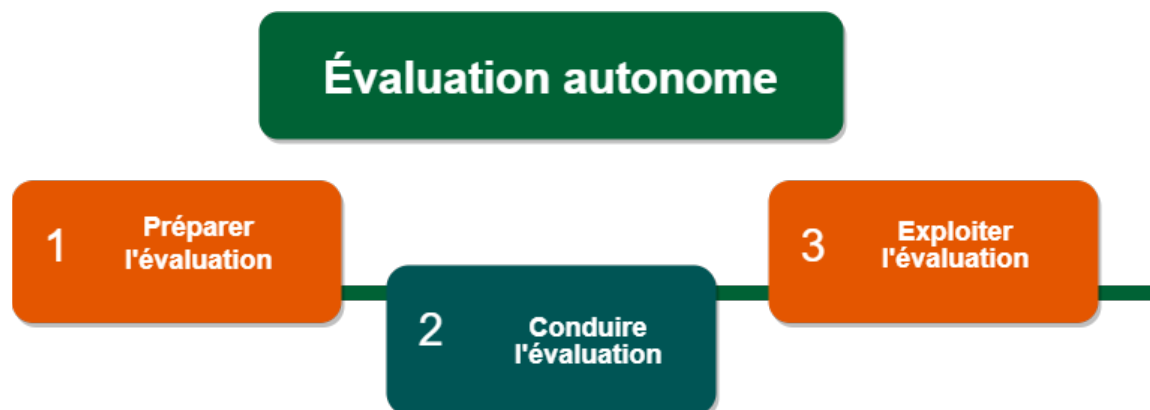 Évaluation autonome
1
Préparer
l'évaluation
2
Conduire
l'évaluation
3
Exploiter
l'évaluation